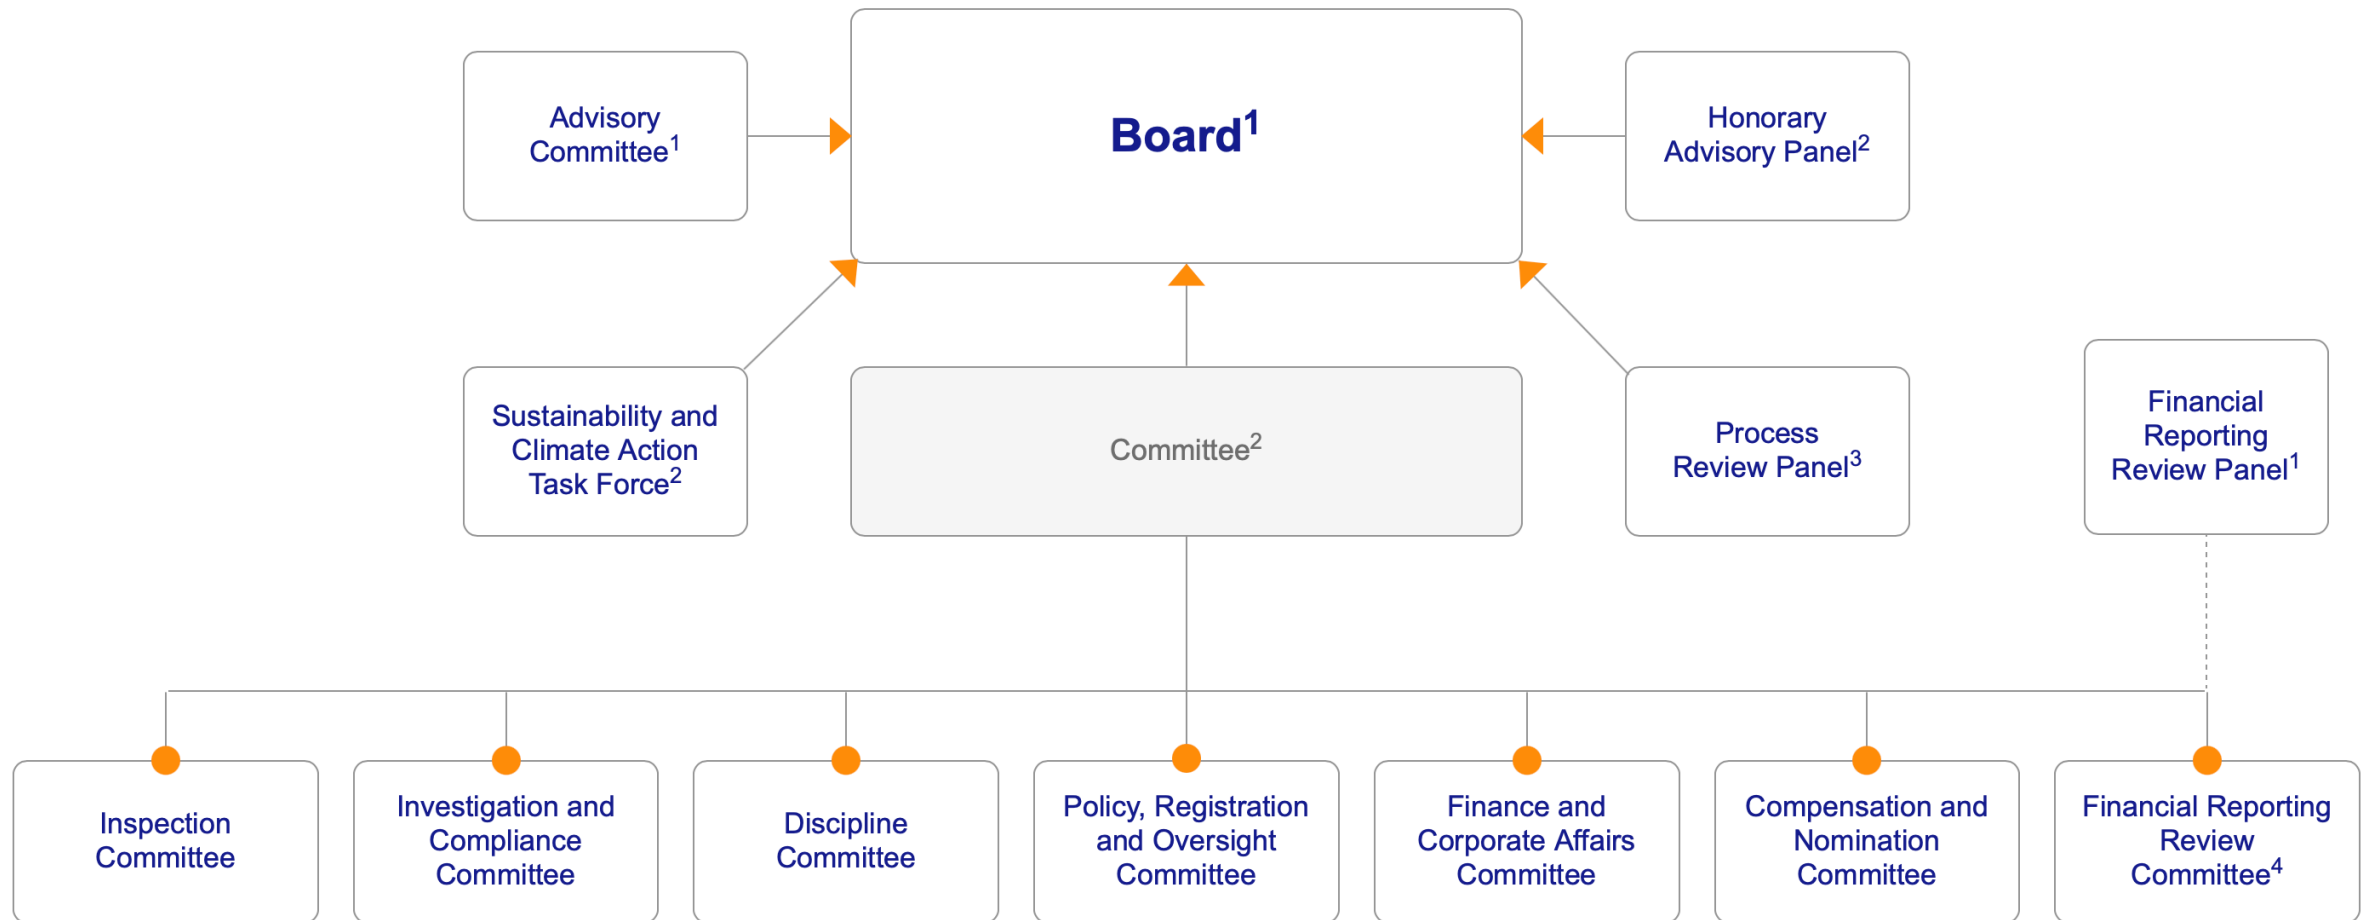 Advisory
Committee¹
Board¹
Honorary
Advisory Panel²
Sustainability and
Climate Action
Task Force²
Committee²
Process
Review Panel³
Financial
Reporting
Review Panel¹
Inspection
Committee
Investigation and
Compliance
Committee
Discipline
Committee
Policy, Registration
and Oversight
Committee
Finance and
Corporate Affairs
Committee
Compensation and
Nomination
Committee
Financial Reporting
Review
Committee⁴